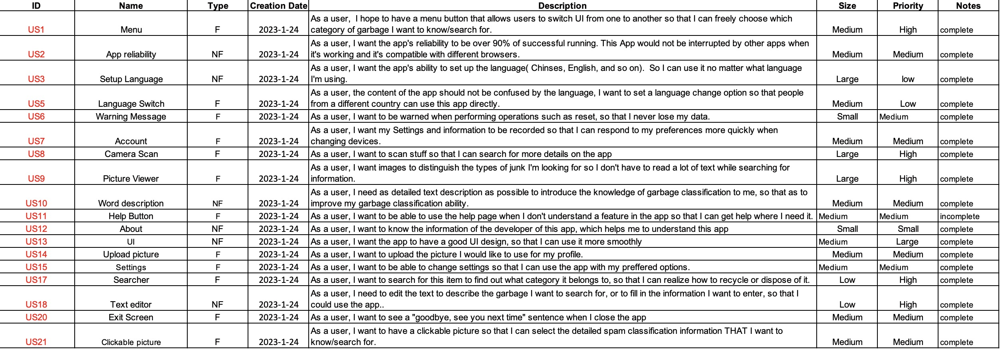 ID Name Type Creation Date Description Size Priority Notes
As a user,  I hope to have a menu button that allows users to switch UI from one to another so that I can freely choose which
US1 Menu F 2023-1-24 category of garbage I want to know/search for. Medium High complete
As a user, I want the app's reliability to be over 90% of successful running. This App would not be interrupted by other apps when
US2 App reliability NF 2023-1-24 it's working and it's compatible with different browsers. Medium Medium complete
As a user, I want the app's ability to set up the language( Chinses, English, and so on).  So I can use it no matter what language
US3 Setup Language NF 2023-1-24 I'm using. Large low complete
As a user, the content of the app should not be confused by the language, I want to set a language change option so that people
US5 Language Switch F 2023-1-24 from a different country can use this app directly. Medium Low complete
US6 Warning Message F 2023-1-24 As a user, I want to be warned when performing operations such as reset, so that I never lose my data. Small Medium complete
As a user, I want my Settings and information to be recorded so that I can respond to my preferences more quickly when
US7 Account F 2023-1-24 changing devices. Medium Medium complete
US8 Camera Scan F 2023-1-24 As a user, I want to scan stuff so that I can search for more details on the app Large High complete
As a user, I want images to distinguish the types of junk I'm looking for so I don't have to read a lot of text while searching for
US9 Picture Viewer F 2023-1-24 information. Large High complete
As a user, I need as detailed text description as possible to introduce the knowledge of garbage classification to me, so that as to
US10 Word description NF 2023-1-24 improve my garbage classification ability. Medium Medium complete
US11 Help Button F 2023-1-24 As a user, I want to be able to use the help page when I don't understand a feature in the app so that I can get help where I need it. Medium Medium incomplete
US12 About NF 2023-1-24 As a user, I want to know the information of the developer of this app, which helps me to understand this app Small Small complete
US13 UI NF 2023-1-24 As a user, I want the app to have a good UI design, so that I can use it more smoothly Medium Large complete
US14 Upload picture F 2023-1-24 As a user, I want to upload the picture I would like to use for my profile. Medium Medium complete
US15 Settings F 2023-1-24 As a user, I want to be able to change settings so that I can use the app with my preffered options. Medium Medium complete
US17 Searcher F 2023-1-24 As a user, I want to search for this item to find out what category it belongs to, so that I can realize how to recycle or dispose of it. Low High complete
As a user, I need to edit the text to describe the garbage I want to search for, or to fill in the information I want to enter, so that I
US18 Text editor NF 2023-1-24 could use the app.. Low High complete
US20 Exit Screen F 2023-1-24 As a user, I want to see a "goodbye, see you next time" sentence when I close the app Medium Medium complete
As a user, I want to have a clickable picture so that I can select the detailed spam classification information THAT I want to
US21 Clickable picture F 2023-1-24 know/search for. Medium Medium complete